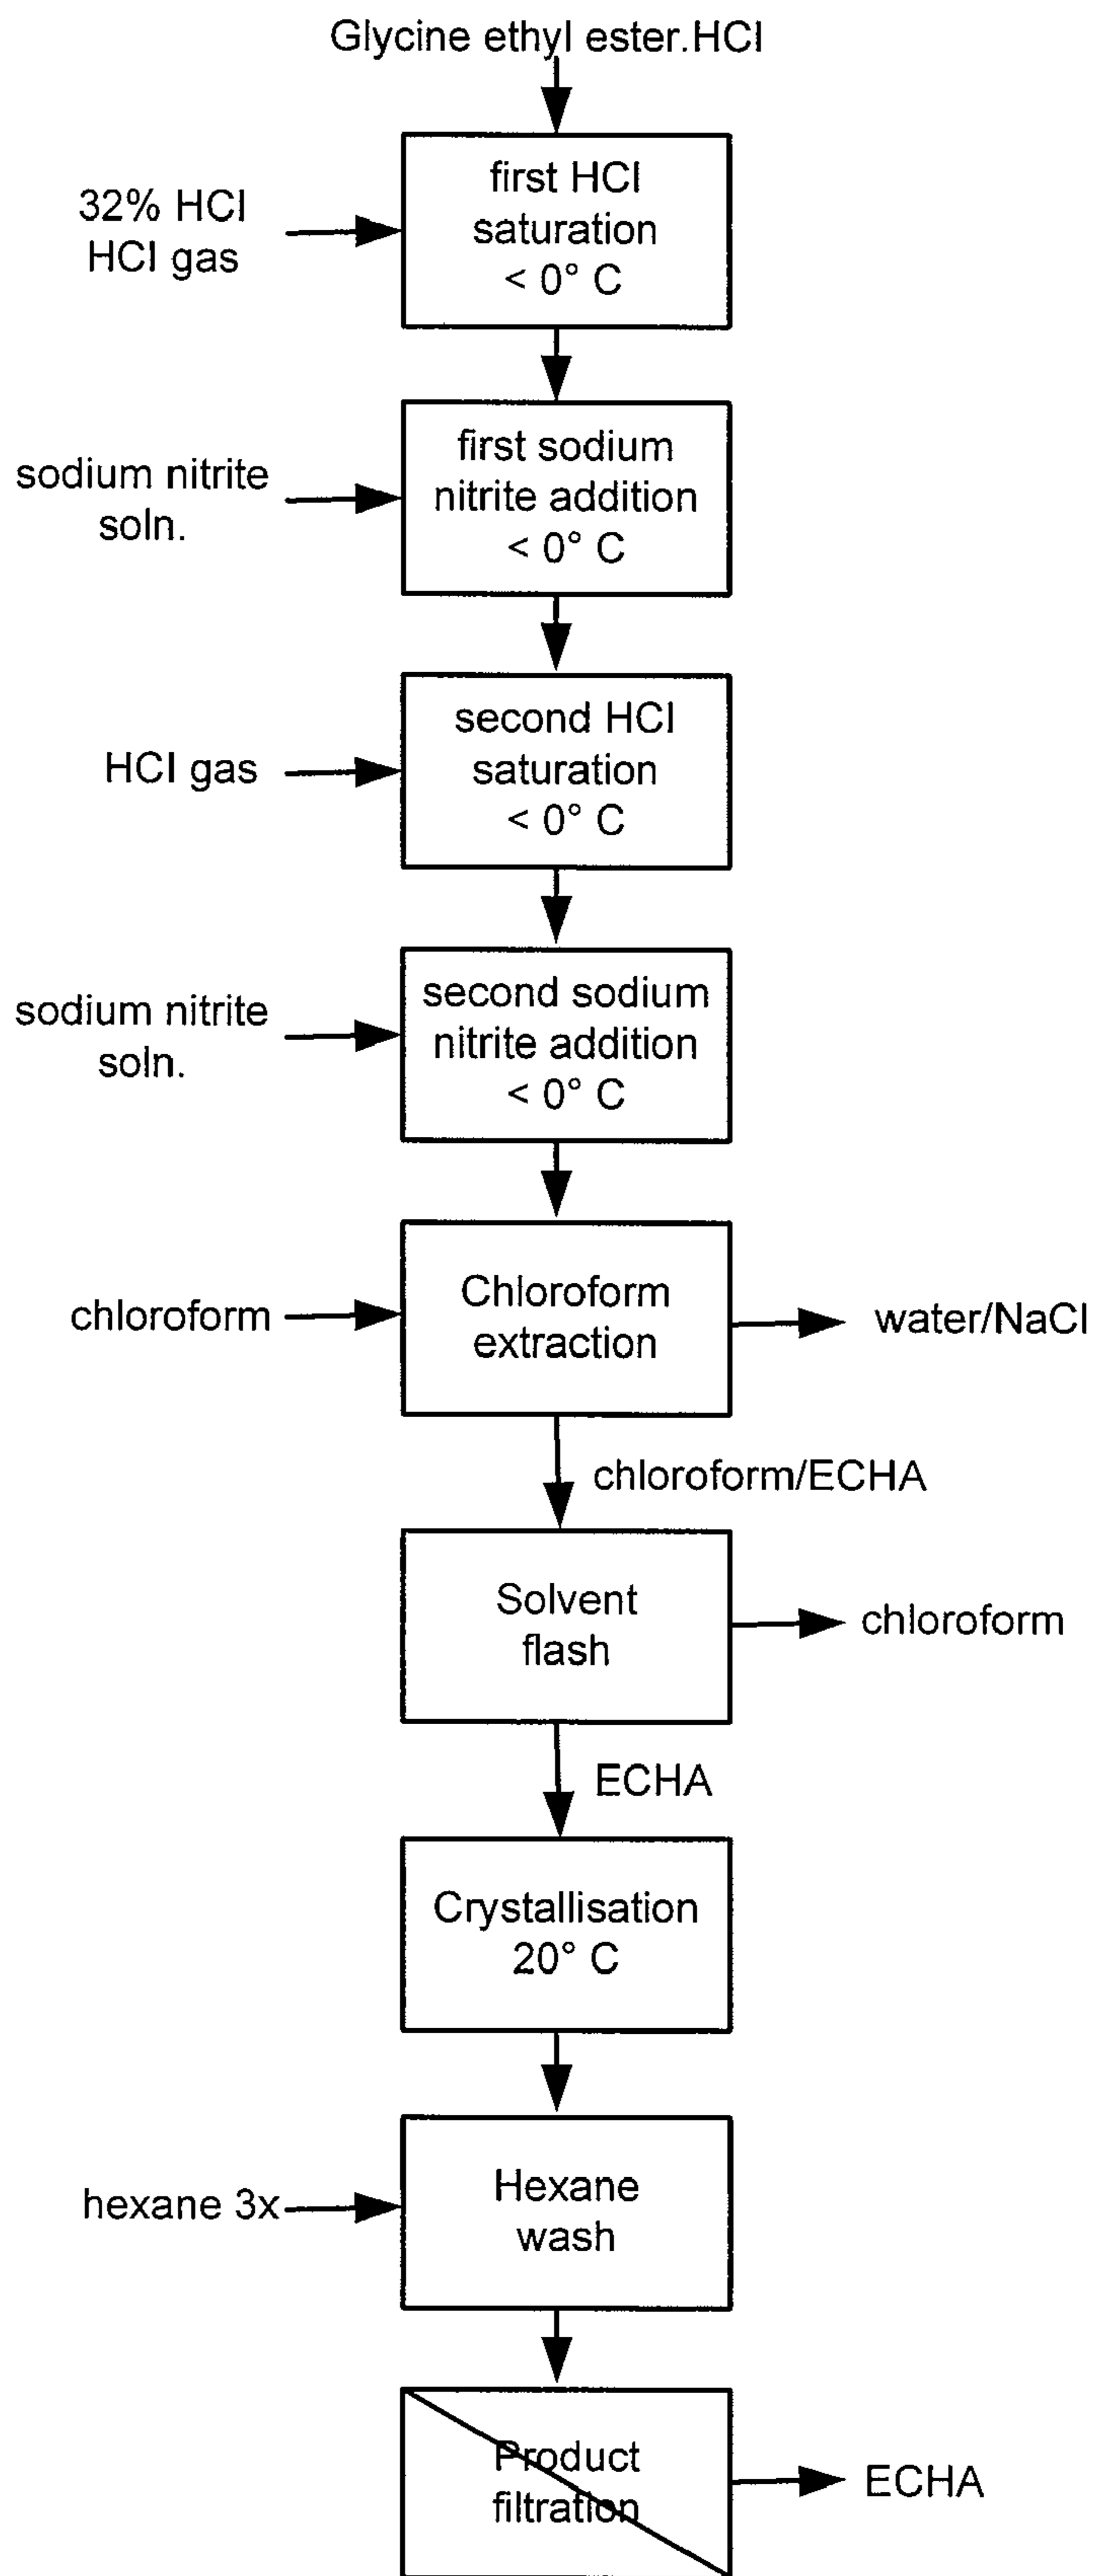 Glycine ethyl ester.HCl
32% HCl
HCl gas
first HCl
saturation
< 0° C
sodium nitrite
soln.
first sodium
nitrite addition
< 0° C
HCl gas
second HCl
saturation
< 0° C
sodium nitrite
soln.
second sodium
nitrite addition
< 0° C
chloroform
Chloroform
extraction
water/NaCl
chloroform/ECHA
Solvent
flash
chloroform
ECHA
Crystallisation
20° C
hexane 3x
Hexane
wash
Product
filtration
ECHA